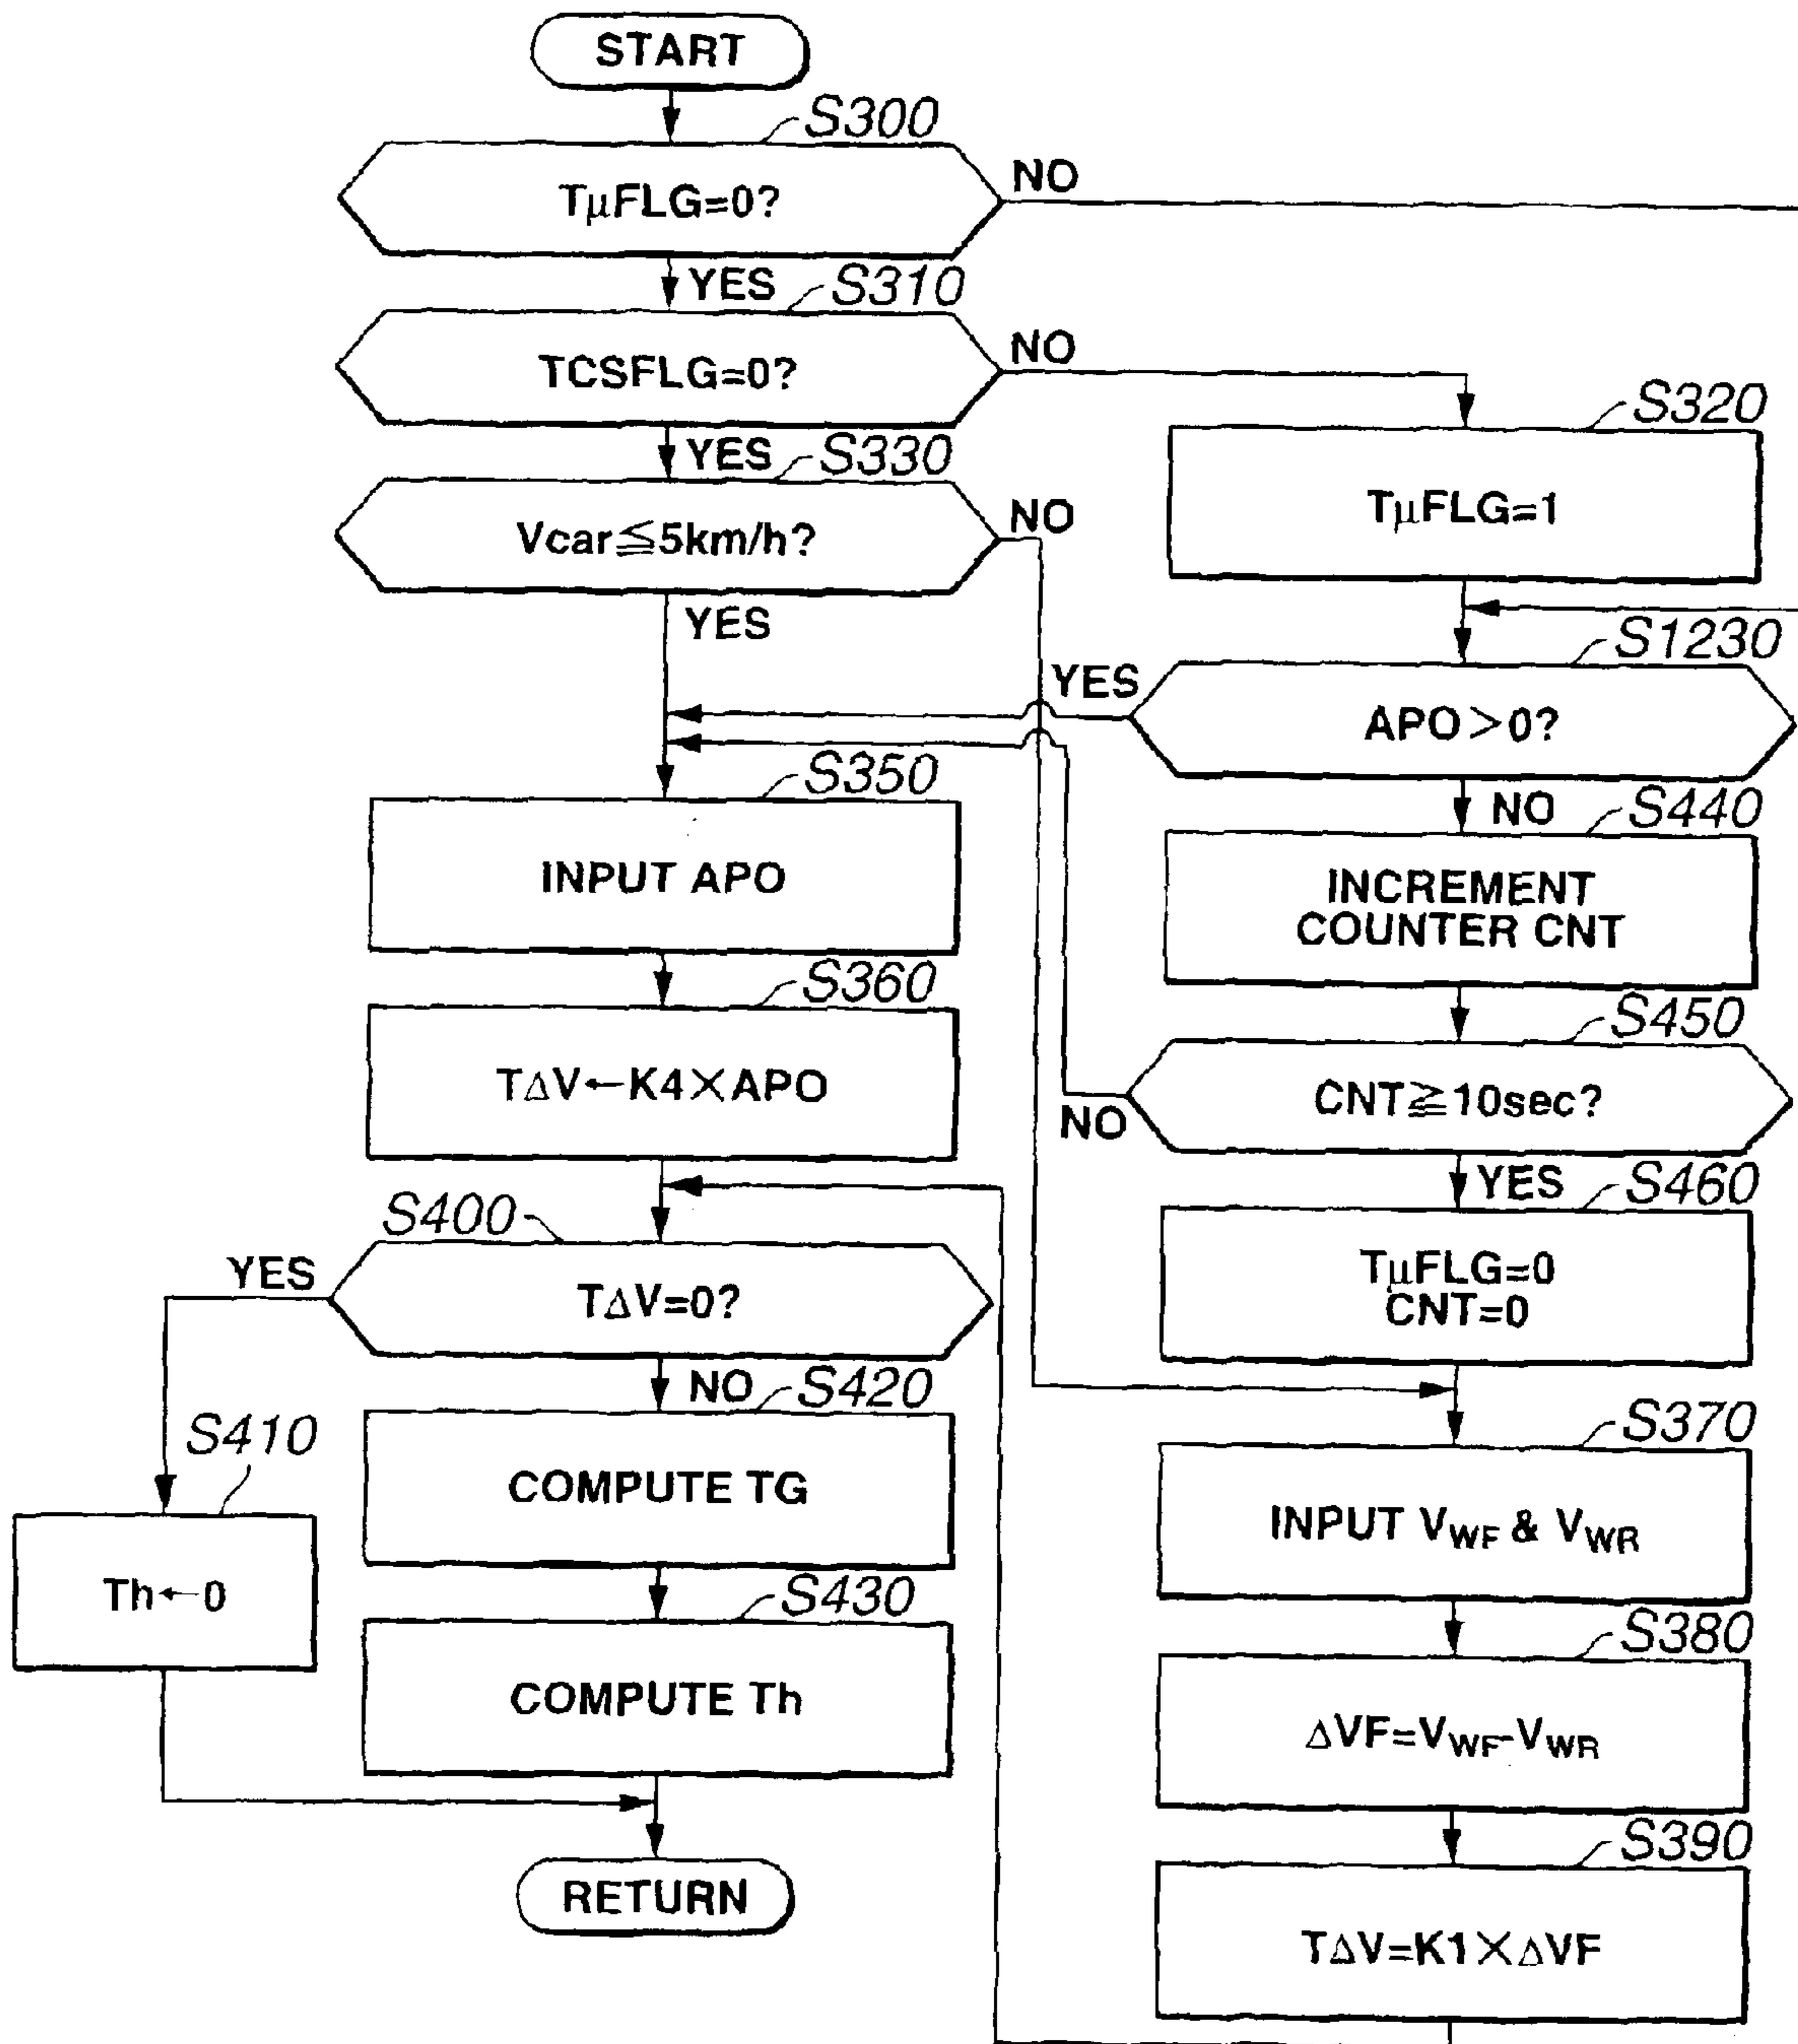 START
S300
TμFLG=0?
NO
YES
S310
TCSFLG=0?
NO
S320
TμFLG=1
YES
S330
Vcar≦5km/h?
NO
YES
S1230
APO>0?
YES
NO
S350
INPUT APO
S440
INCREMENT
COUNTER CNT
S360
TΔV←K4×APO
S450
CNT≧10sec?
NO
YES
S460
TμFLG=0
CNT=0
S400
TΔV=0?
YES
NO
S410
Th←0
S420
COMPUTE TG
S430
COMPUTE Th
RETURN
S370
INPUT VWF & VWR
S380
ΔVF=VWF-VWR
S390
TΔV=K1×ΔVF